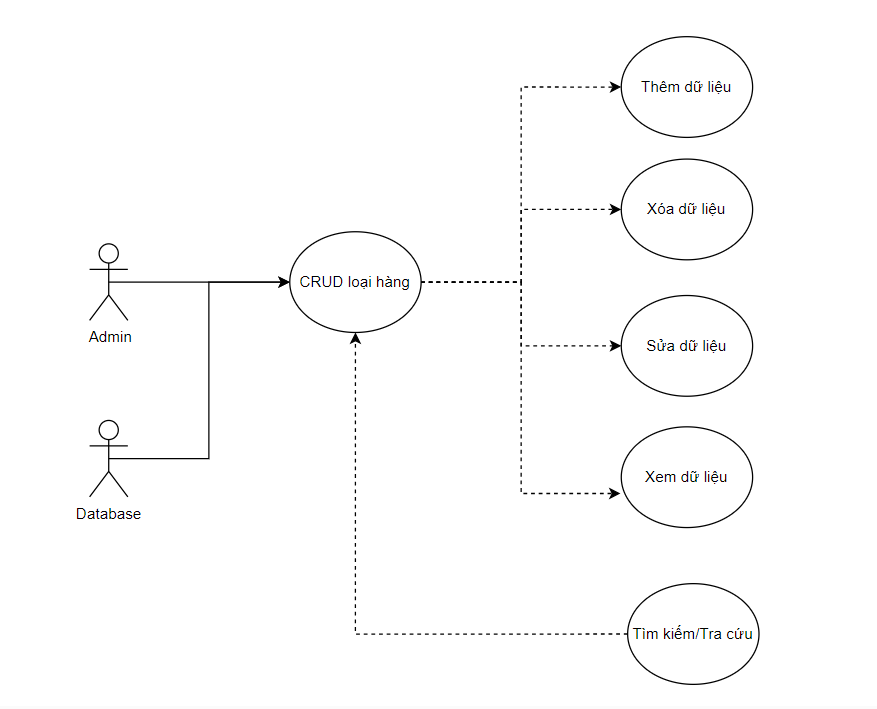 Thêm dữ liệu
Xóa dữ liệu
CRUD loại hàng
Admin
Sửa dữ liệu
Xem dữ liệu
Database
Tìm kiếm/Tra cứu